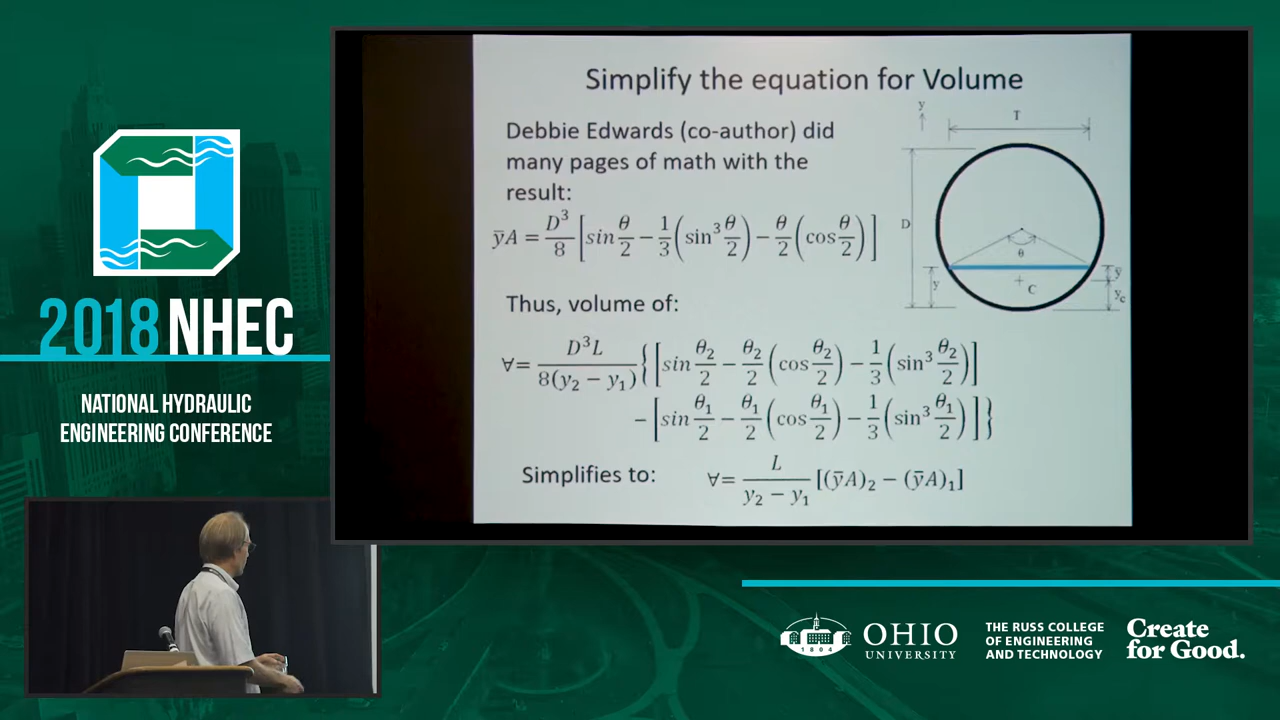 2018 NHEC
NATIONAL HYDRAULIC
ENGINEERING CONFERENCE
Simplify the equation for Volume
Debbie Edwards (co-author) did
many pages of math with the
result:
ȳA = D³/8 [sin θ/2 − 1/3 (sin³ θ/2) − θ/2 (cos θ/2)]
Thus, volume of:
∀= D³L / 8(y₂ − y₁) {[sin θ₂/2 − θ₂/2 (cos θ₂/2) − 1/3 (sin³ θ₂/2)]
− [sin θ₁/2 − θ₁/2 (cos θ₁/2) − 1/3 (sin³ θ₁/2)]}
Simplifies to: ∀= L / y₂ − y₁ [(ȳA)₂ − (ȳA)₁]
y
T
D
θ
y
C
ȳ
y꜀
1804
OHIO
UNIVERSITY
THE RUSS COLLEGE
OF ENGINEERING
AND TECHNOLOGY
Create
for Good.